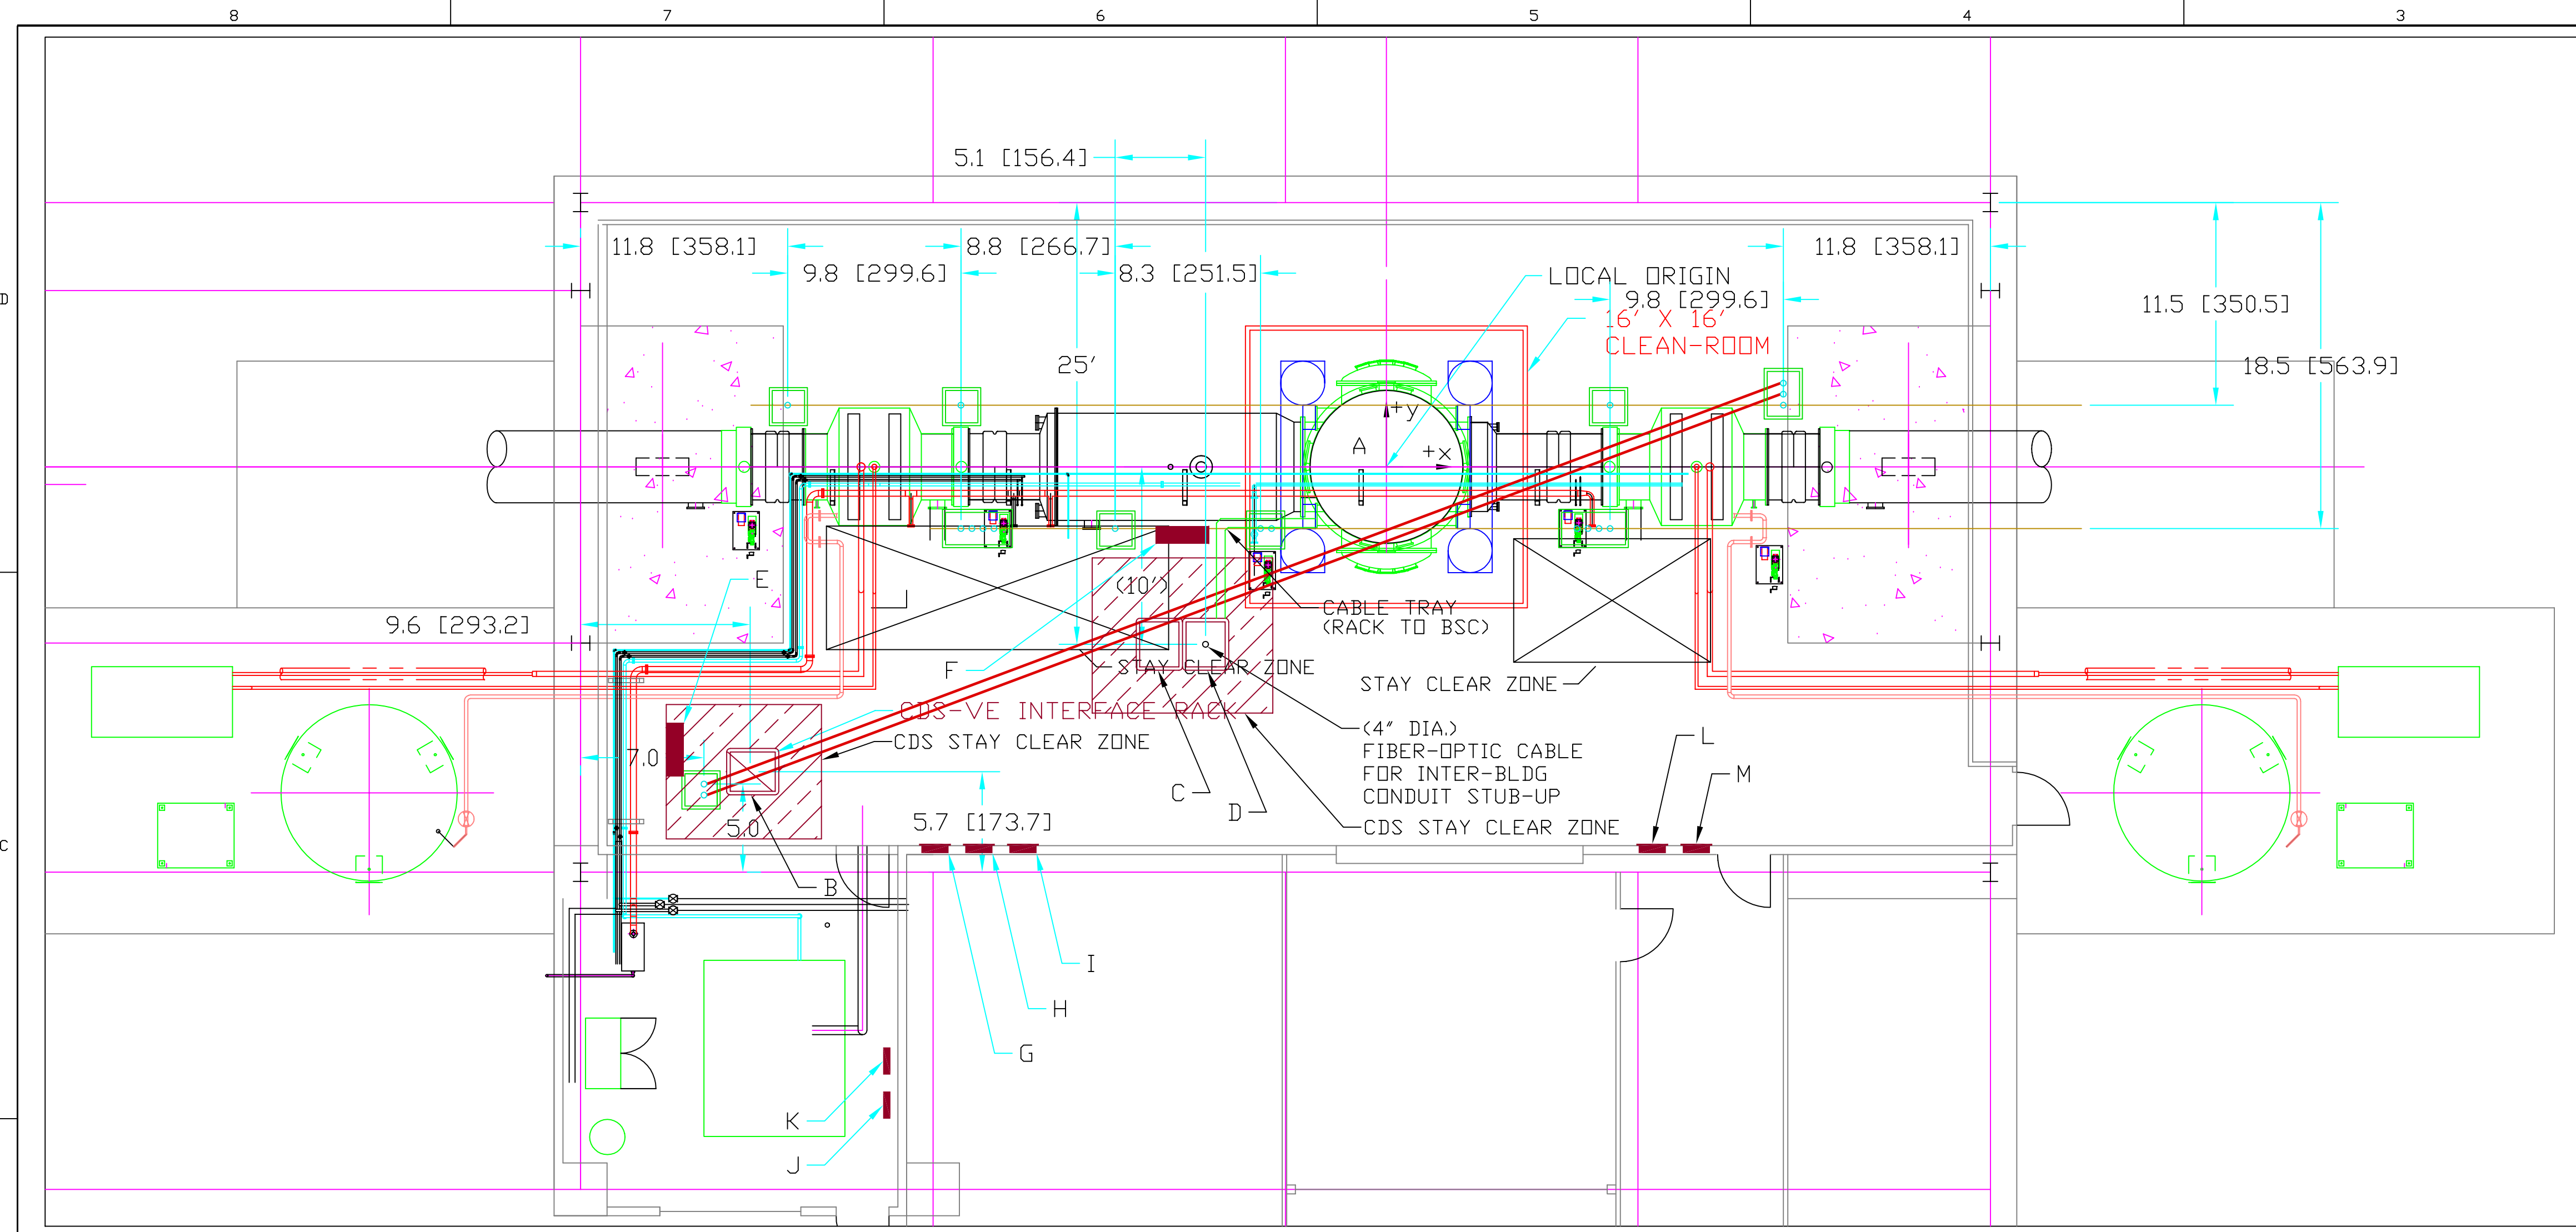 8 7 6 5 4 3
5.1 [156.4]
11.8 [358.1] 8.8 [266.7] 11.8 [358.1]
9.8 [299.6] 8.3 [251.5]
LOCAL ORIGIN
9.8 [299.6]
D
11.5 [350.5]
16' X 16'
CLEAN-ROOM
25'
18.5 [563.9]
+y
A
+x
E
(10')
CABLE TRAY
(RACK TO BSC)
9.6 [293.2]
F
STAY CLEAR ZONE
STAY CLEAR ZONE
CDS-VE INTERFACE RACK
CDS STAY CLEAR ZONE
(4" DIA.)
FIBER-OPTIC CABLE
FOR INTER-BLDG
CONDUIT STUB-UP
L
7.0
M
C
D
5.0
5.7 [173.7]
CDS STAY CLEAR ZONE
C
B
I
H
G
K
J